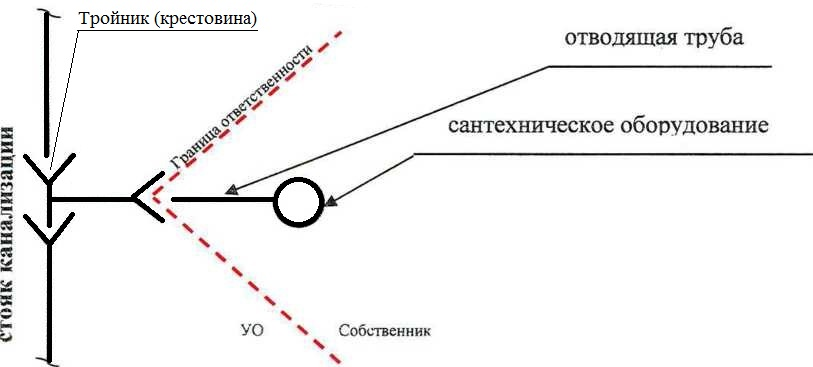 Тройник (крестовина)
отводящая труба
Граница ответственности
сантехническое оборудование
стояк канализации
УО
Собственник